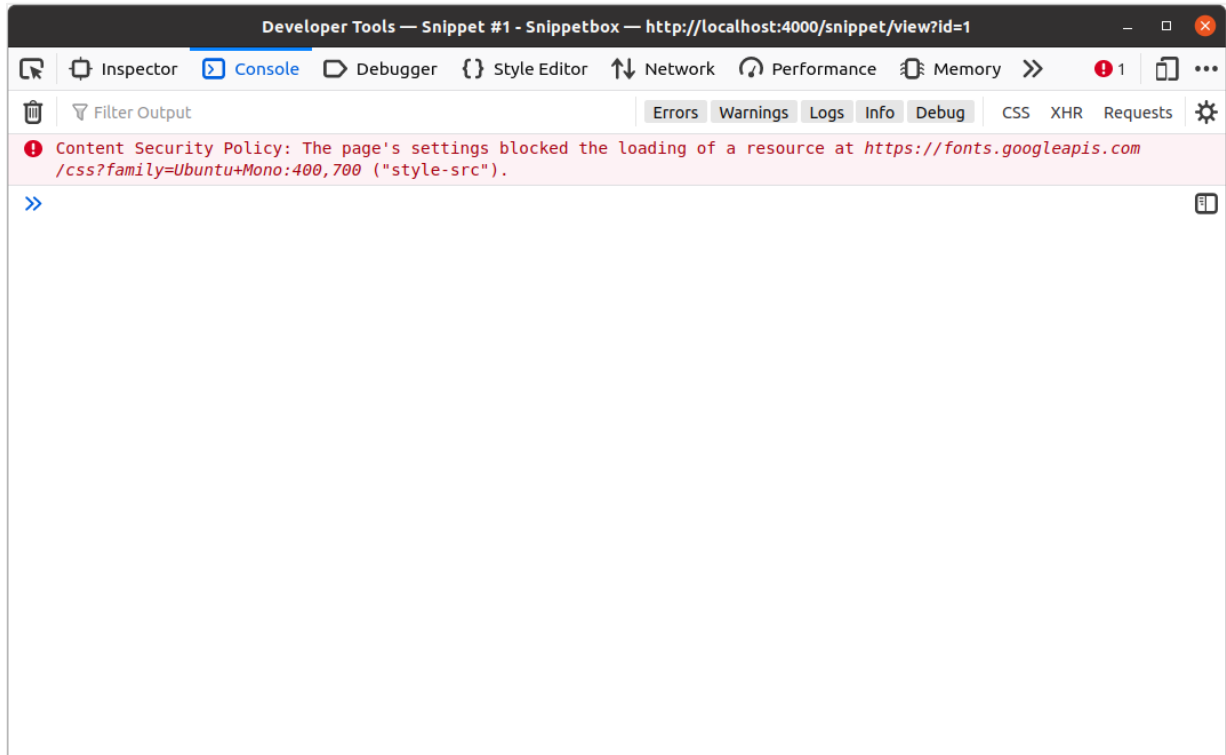 Developer Tools — Snippet #1 - Snippetbox — http://localhost:4000/snippet/view?id=1
Inspector Console Debugger {} Style Editor Network Performance Memory 1
Filter Output Errors Warnings Logs Info Debug CSS XHR Requests
Content Security Policy: The page's settings blocked the loading of a resource at https://fonts.googleapis.com
/css?family=Ubuntu+Mono:400,700 ("style-src").